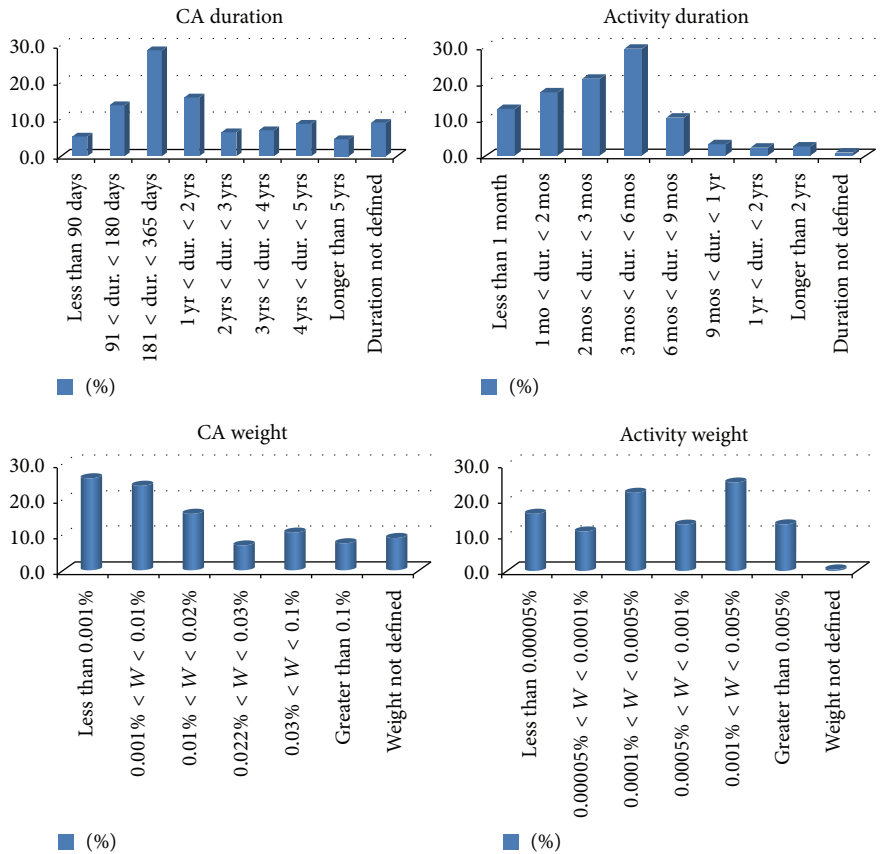 CA duration
30.0
20.0
10.0
0.0
Less than 90 days
91 < dur. < 180 days
181 < dur. < 365 days
1 yr < dur. < 2 yrs
2 yrs < dur. < 3 yrs
3 yrs < dur. < 4 yrs
4 yrs < dur. < 5 yrs
Longer than 5 yrs
Duration not defined
(%)
Activity duration
30.0
20.0
10.0
0.0
Less than 1 month
1 mo < dur. < 2 mos
2 mos < dur. < 3 mos
3 mos < dur. < 6 mos
6 mos < dur. < 9 mos
9 mos < dur. < 1 yr
1 yr < dur. < 2 yrs
Longer than 2 yrs
Duration not defined
(%)
CA weight
30.0
20.0
10.0
0.0
Less than 0.001%
0.001% < W < 0.01%
0.01% < W < 0.02%
0.022% < W < 0.03%
0.03% < W < 0.1%
Greater than 0.1%
Weight not defined
(%)
Activity weight
30.0
20.0
10.0
0.0
Less than 0.00005%
0.00005% < W < 0.0001%
0.0001% < W < 0.0005%
0.0005% < W < 0.001%
0.001% < W < 0.005%
Greater than 0.005%
Weight not defined
(%)